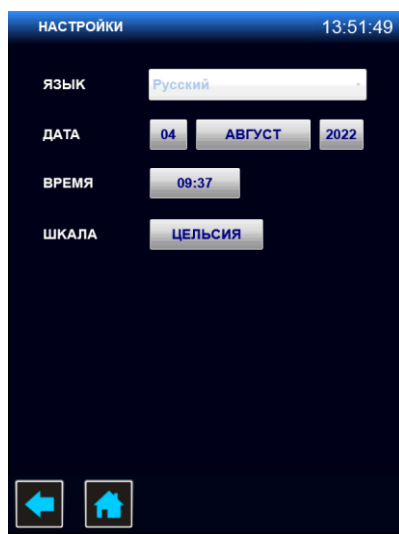 НАСТРОЙКИ 13:51:49
ЯЗЫК Русский
ДАТА 04 АВГУСТ 2022
ВРЕМЯ 09:37
ШКАЛА ЦЕЛЬСИЯ